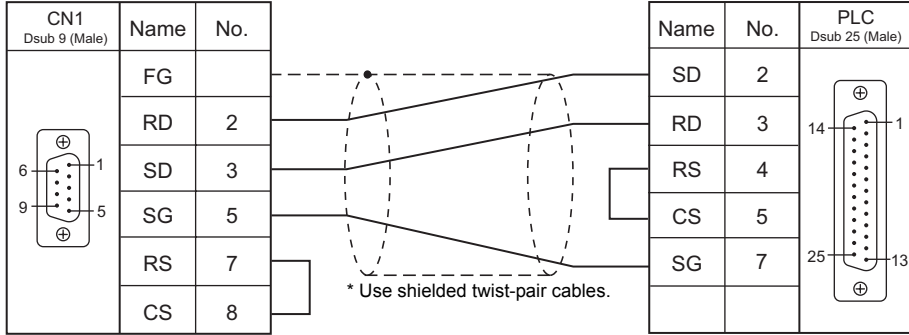 CN1
Dsub 9 (Male)
Name
No.
FG
RD
2
SD
3
SG
5
RS
7
CS
8
6
1
9
5
* Use shielded twist-pair cables.
Name
No.
PLC
Dsub 25 (Male)
SD
2
RD
3
RS
4
CS
5
SG
7
14
1
25
13